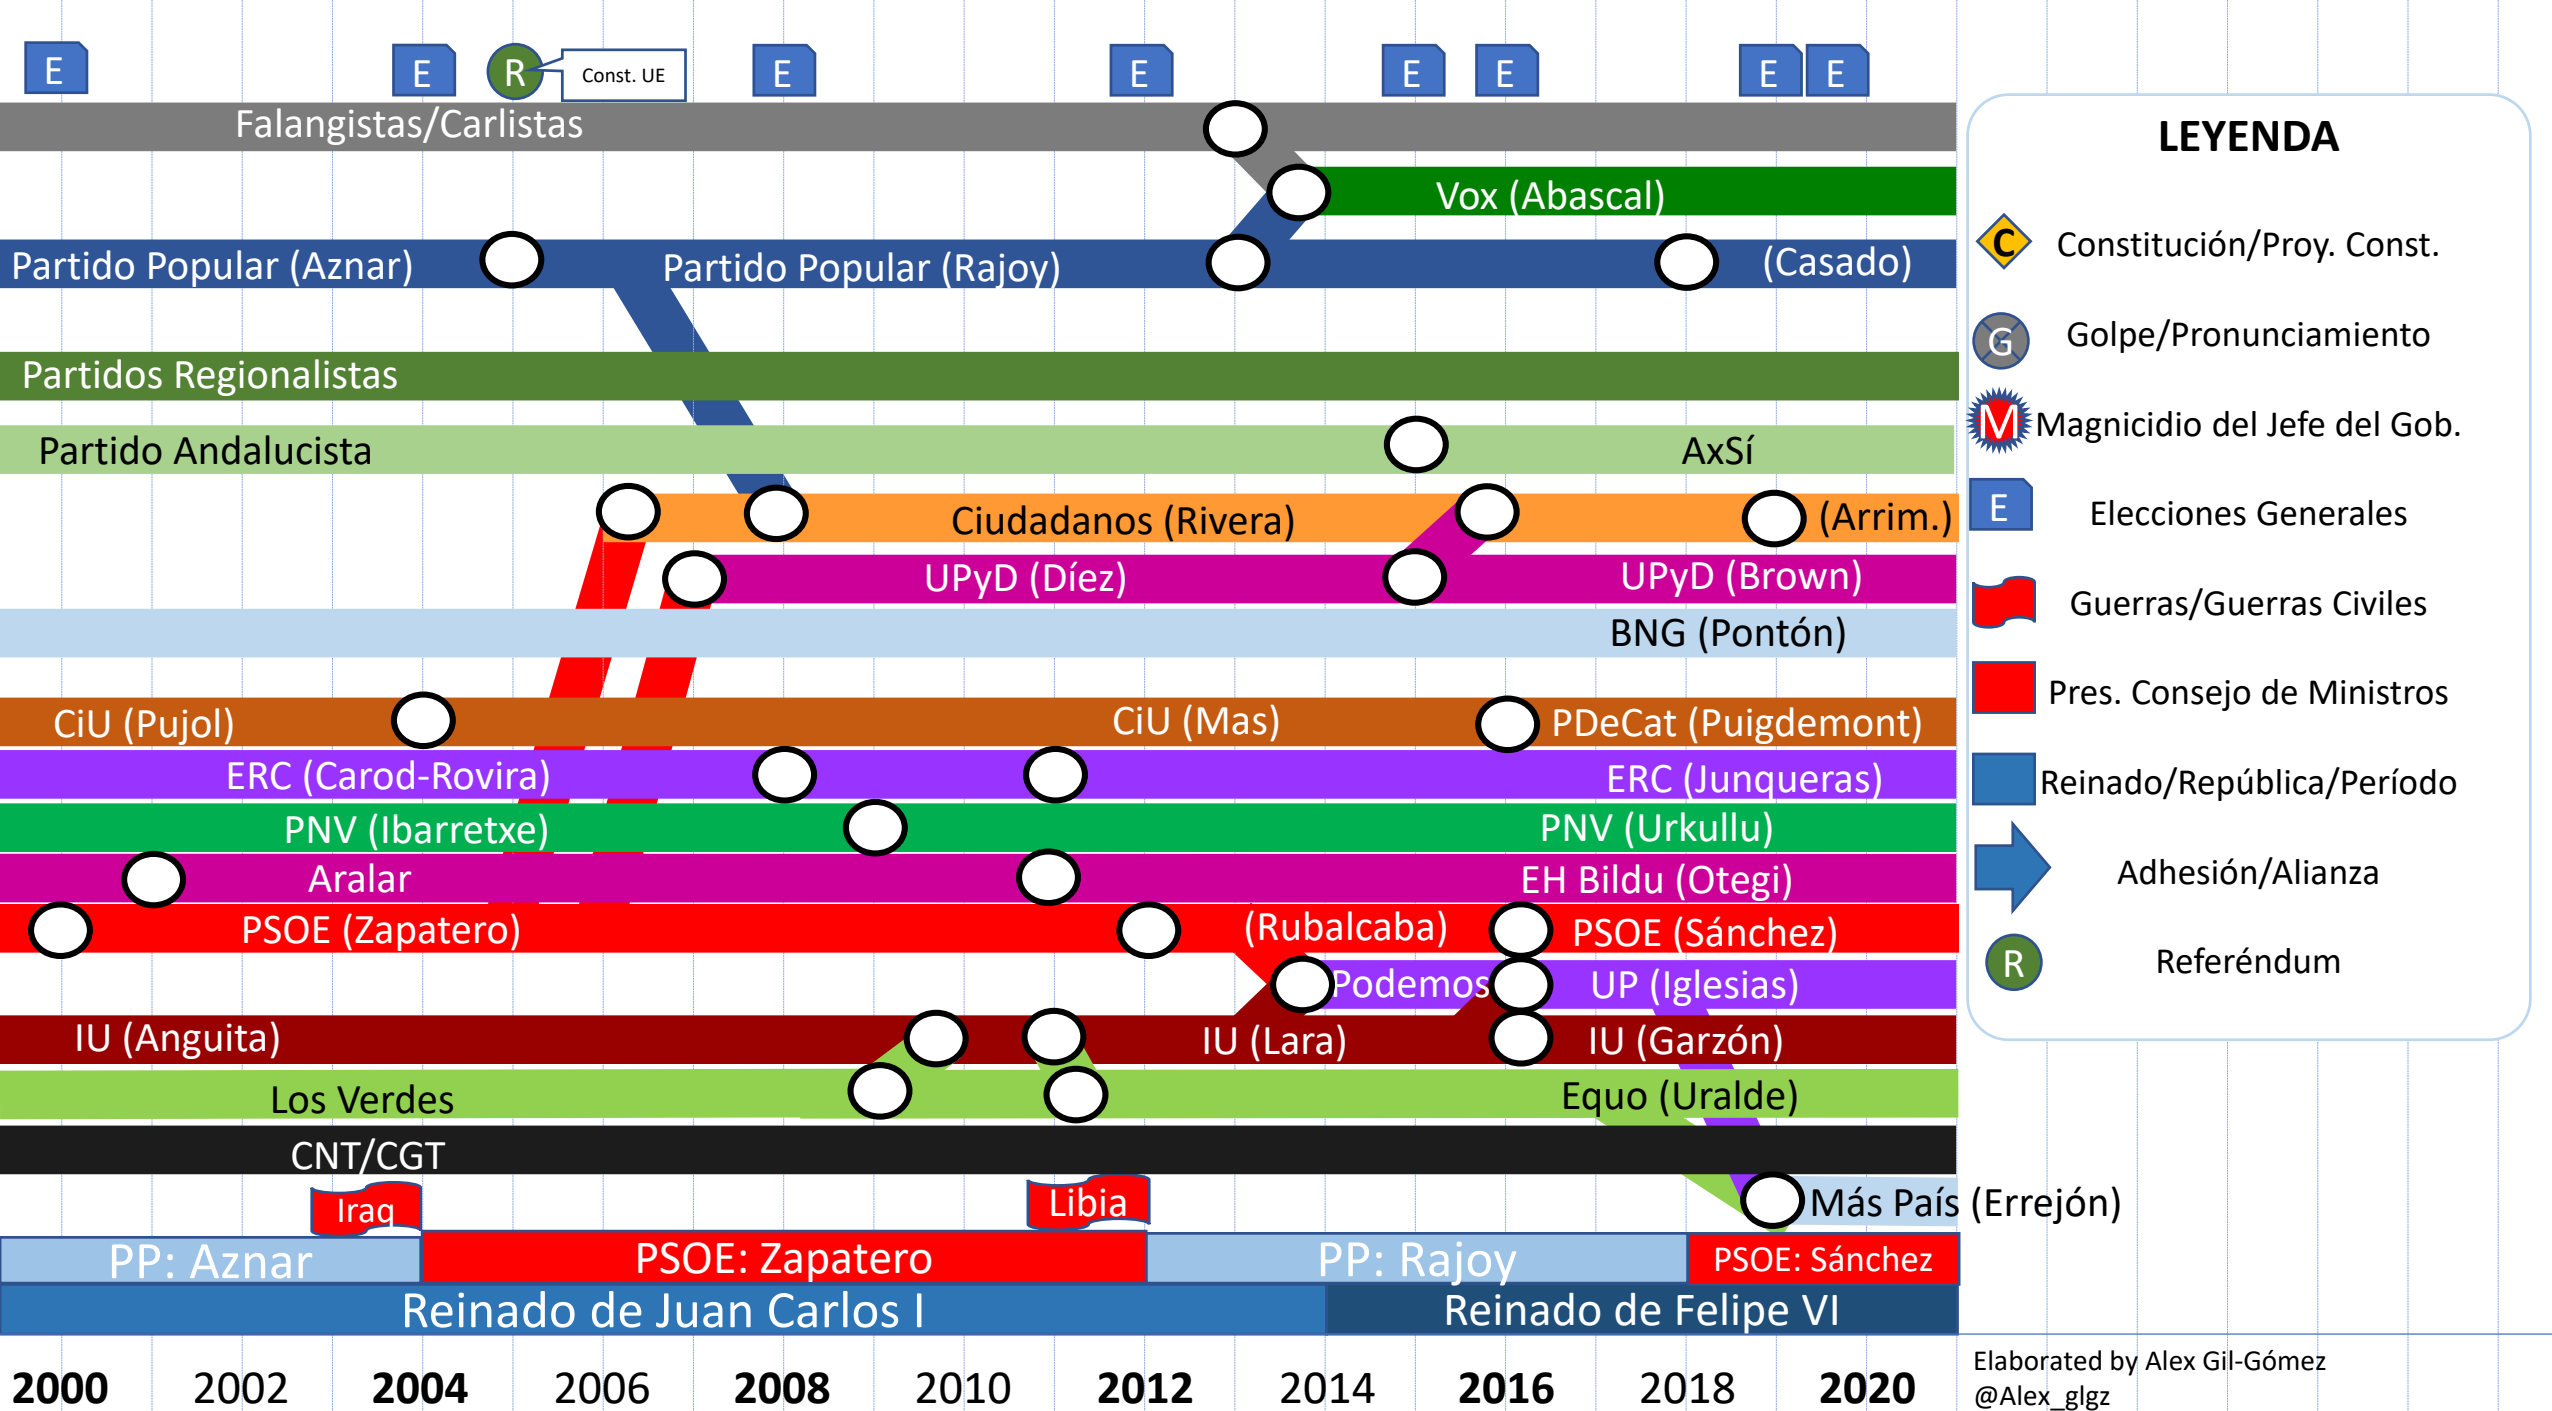 E
E
R
Const. UE
E
E
E
E
E
E
Falangistas/Carlistas
Vox (Abascal)
Partido Popular (Aznar)
Partido Popular (Rajoy)
(Casado)
Partidos Regionalistas
Partido Andalucista
AxSí
Ciudadanos (Rivera)
(Arrim.)
UPyD (Díez)
UPyD (Brown)
BNG (Pontón)
CiU (Pujol)
CiU (Mas)
PDeCat (Puigdemont)
ERC (Carod-Rovira)
ERC (Junqueras)
PNV (Ibarretxe)
PNV (Urkullu)
Aralar
EH Bildu (Otegi)
PSOE (Zapatero)
(Rubalcaba)
PSOE (Sánchez)
Podemos
UP (Iglesias)
IU (Anguita)
IU (Lara)
IU (Garzón)
Los Verdes
Equo (Uralde)
CNT/CGT
Iraq
Libia
Más País (Errejón)
PP: Aznar
PSOE: Zapatero
PP: Rajoy
PSOE: Sánchez
Reinado de Juan Carlos I
Reinado de Felipe VI
2000
2002
2004
2006
2008
2010
2012
2014
2016
2018
2020
LEYENDA
C
Constitución/Proy. Const.
G
Golpe/Pronunciamiento
M
Magnicidio del Jefe del Gob.
E
Elecciones Generales
Guerras/Guerras Civiles
Pres. Consejo de Ministros
Reinado/República/Período
Adhesión/Alianza
R
Referéndum
Elaborated by Alex Gil-Gómez
@Alex_glgz